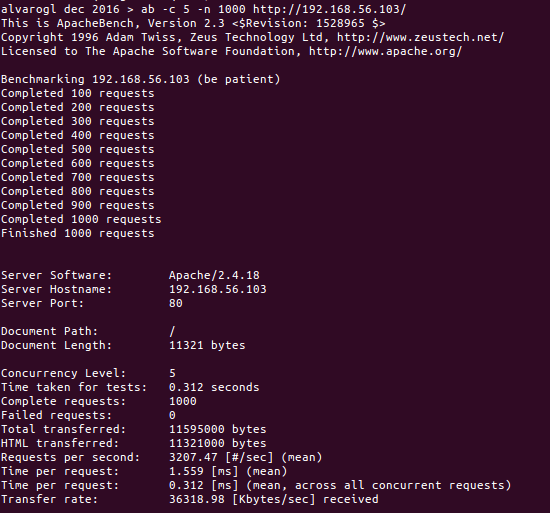 alvarogl dec 2016 > ab -c 5 -n 1000 http://192.168.56.103/
This is ApacheBench, Version 2.3 <$Revision: 1528965 $>
Copyright 1996 Adam Twiss, Zeus Technology Ltd, http://www.zeustech.net/
Licensed to The Apache Software Foundation, http://www.apache.org/

Benchmarking 192.168.56.103 (be patient)
Completed 100 requests
Completed 200 requests
Completed 300 requests
Completed 400 requests
Completed 500 requests
Completed 600 requests
Completed 700 requests
Completed 800 requests
Completed 900 requests
Completed 1000 requests
Finished 1000 requests

Server Software:        Apache/2.4.18
Server Hostname:        192.168.56.103
Server Port:            80

Document Path:          /
Document Length:        11321 bytes

Concurrency Level:      5
Time taken for tests:   0.312 seconds
Complete requests:      1000
Failed requests:        0
Total transferred:      11595000 bytes
HTML transferred:       11321000 bytes
Requests per second:    3207.47 [#/sec] (mean)
Time per request:       1.559 [ms] (mean)
Time per request:       0.312 [ms] (mean, across all concurrent requests)
Transfer rate:          36318.98 [Kbytes/sec] received